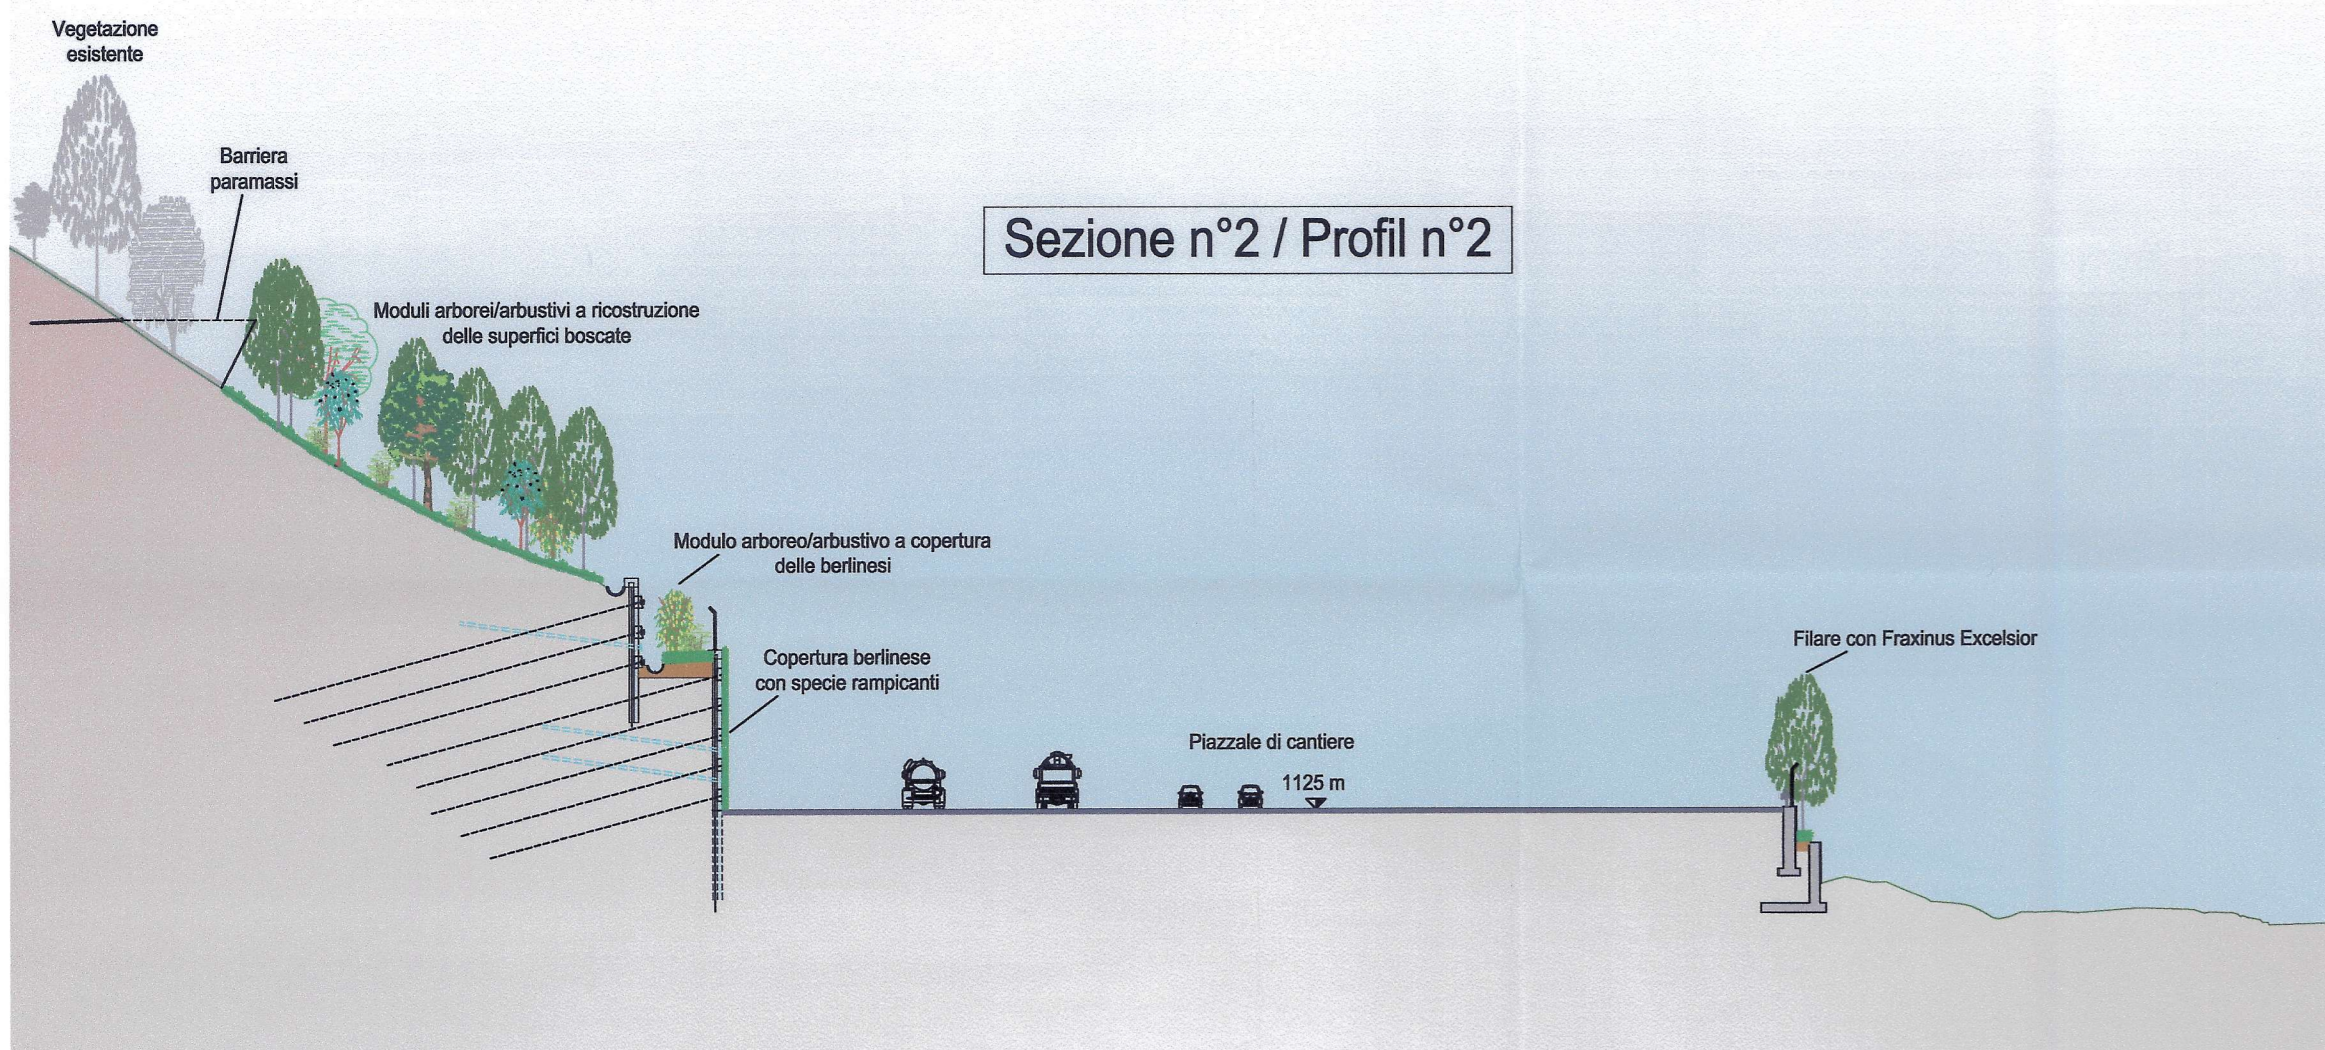 Vegetazione
esistente
Barriera
paramassi
Sezione n°2 / Profil n°2
Moduli arborei/arbustivi a ricostruzione
delle superfici boscate
Modulo arboreo/arbustivo a copertura
delle berlinesi
Copertura berlinese
con specie rampicanti
Filare con Fraxinus Excelsior
Piazzale di cantiere
1125 m